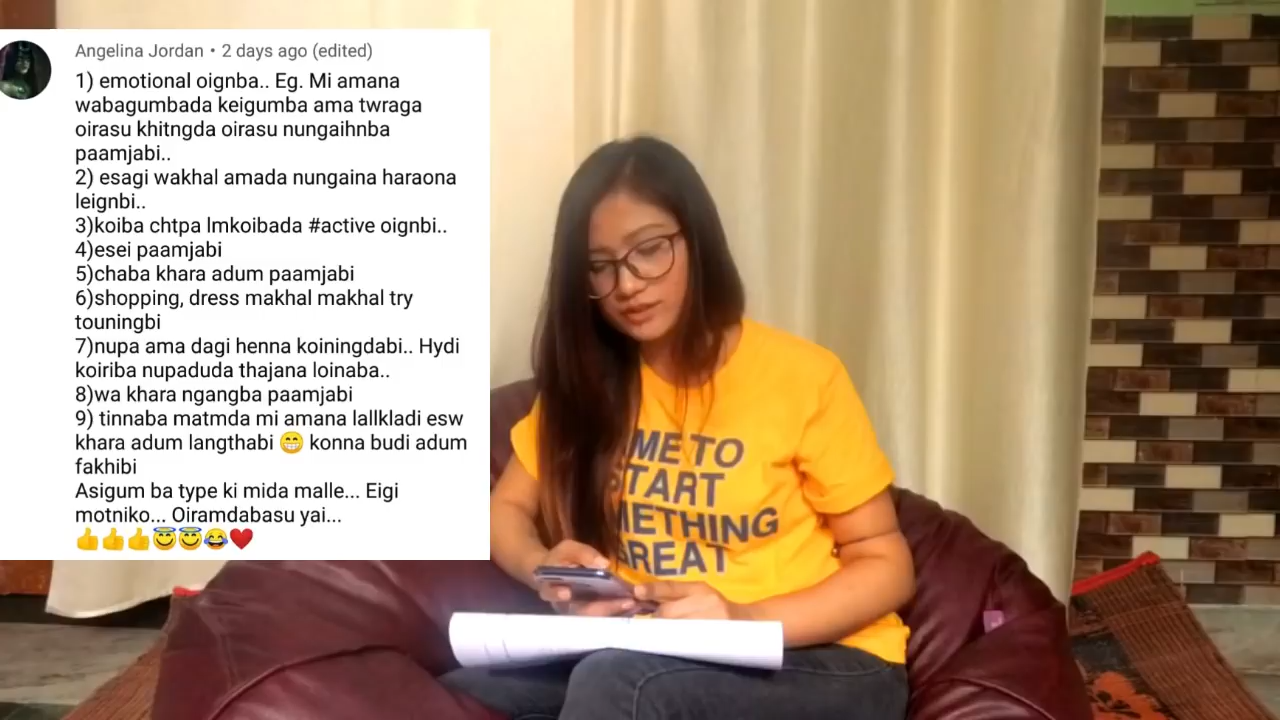 Angelina Jordan • 2 days ago (edited)
1) emotional oignba.. Eg. Mi amana
wabagumbada keigumba ama twraga
oirasu khitngda oirasu nungaihnba
paamjabi..
2) esagi wakhal amada nungaina haraona
leignbi..
3)koiba chtpa lmkoibada #active oignbi..
4)esei paamjabi
5)chaba khara adum paamjabi
6)shopping, dress makhal makhal try
touningbi
7)nupa ama dagi henna koiningdabi.. Hydi
koiriba nupaduda thajana loinaba..
8)wa khara ngangba paamjabi
9) tinnaba matmda mi amana lallkladi esw
khara adum langthabi 😁 konna budi adum
fakhibi
Asigum ba type ki mida malle... Eigi
motniko... Oiramdabasu yai...
👍👍👍😇😇😂❤️
ME TO
START
METHING
GREAT